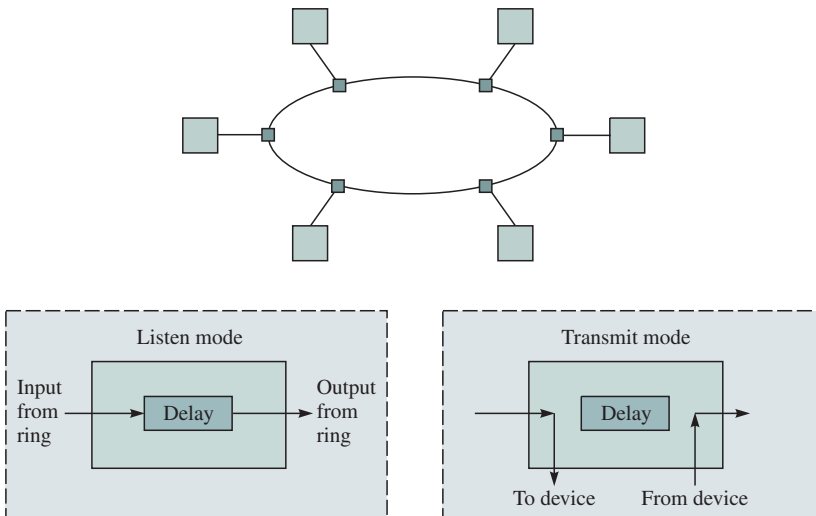 Listen mode
Input
from
ring
Delay
Output
from
ring
Transmit mode
Delay
To device
From device